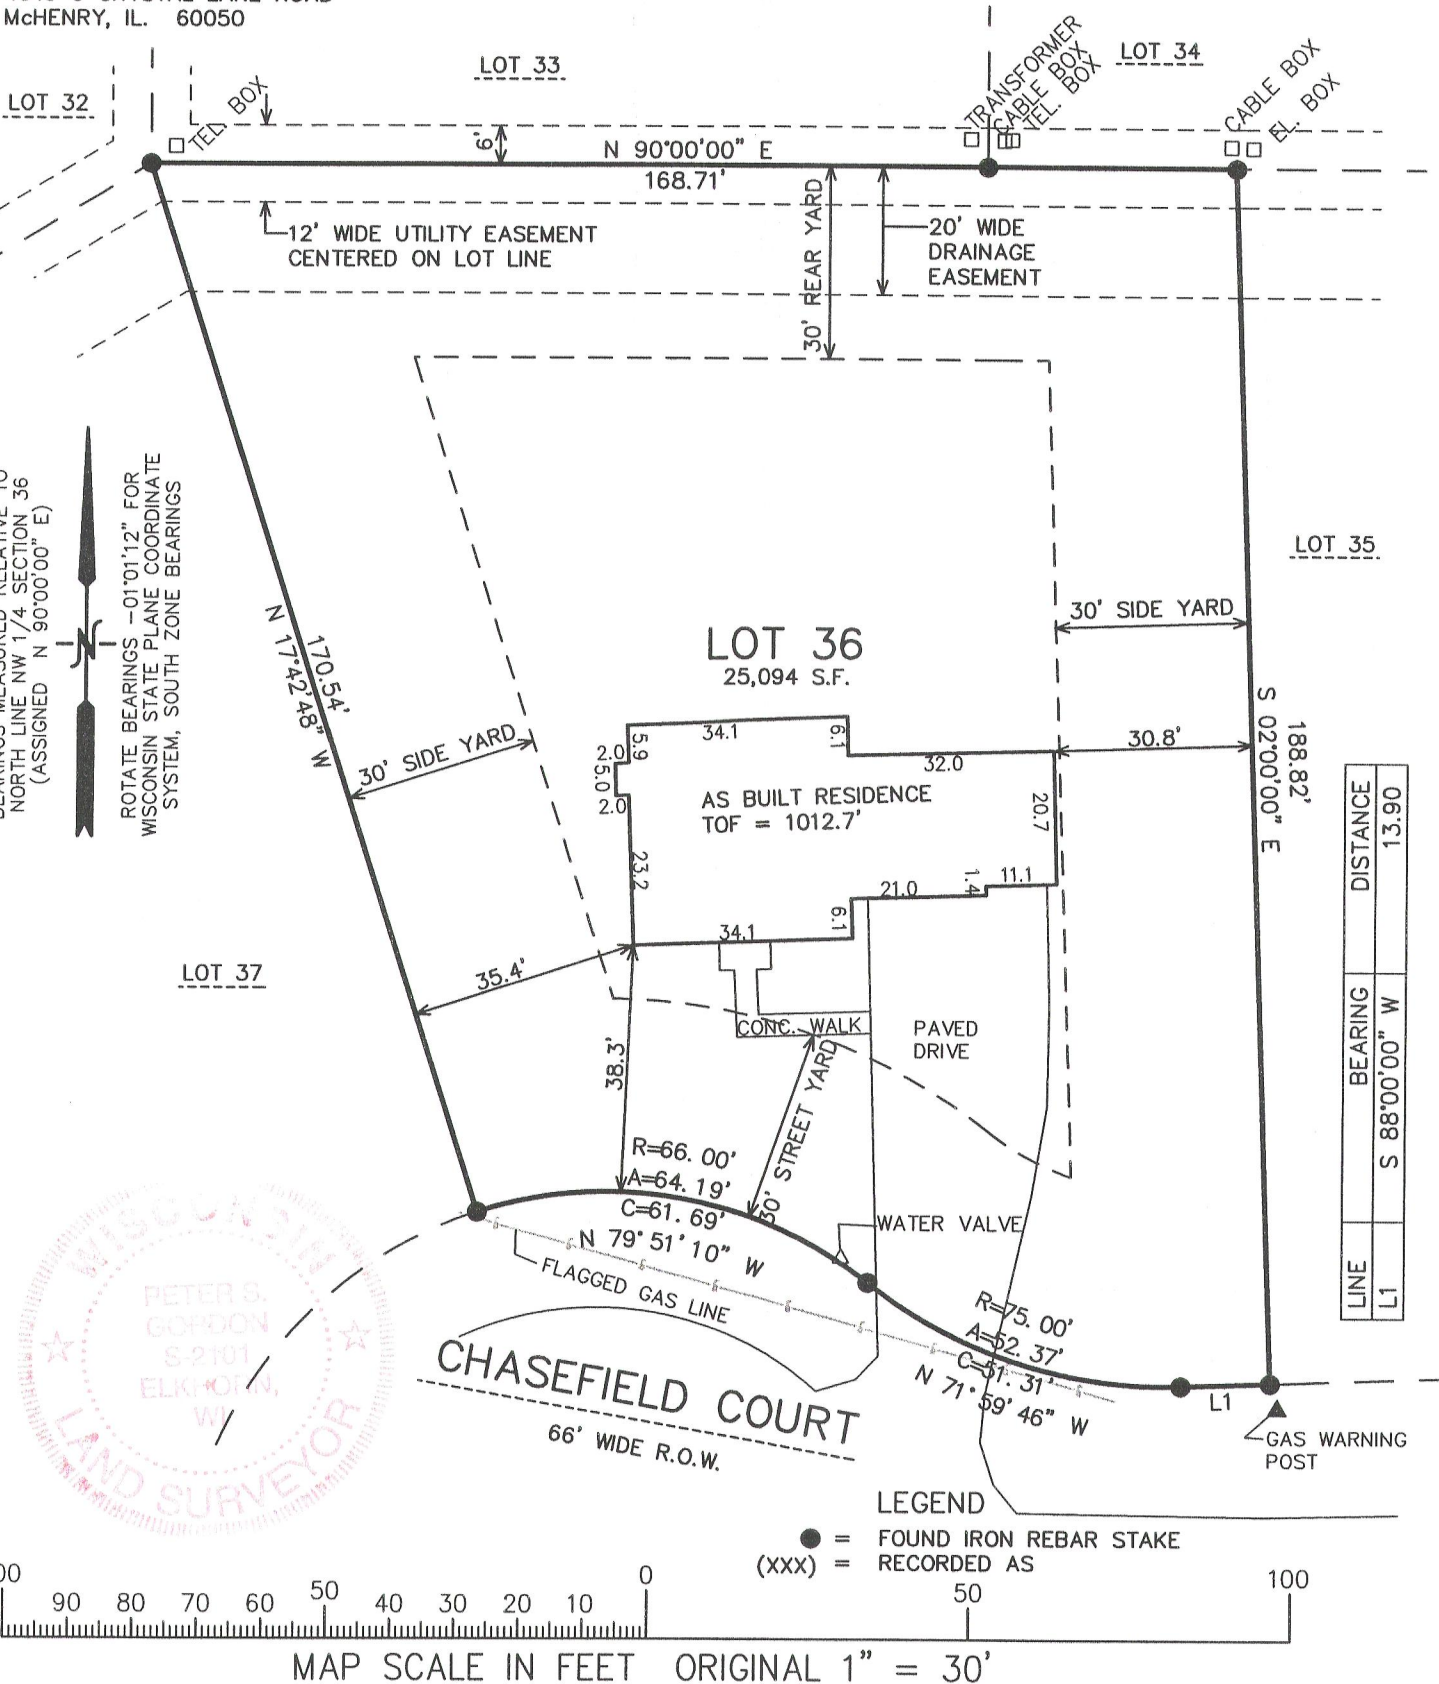 McHENRY, IL. 60050
LOT 32
LOT 33
LOT 34
TEL. BOX
TRANSFORMER
CABLE BOX
TEL. BOX
CABLE BOX
EL. BOX
6'
N 90°00'00" E
168.71'
12' WIDE UTILITY EASEMENT
CENTERED ON LOT LINE
30' REAR YARD
20' WIDE
DRAINAGE
EASEMENT
NORTH LINE NW 1/4 SECTION 36
(ASSIGNED N 90°00'00" E)
N
ROTATE BEARINGS -01°01'12" FOR
WISCONSIN STATE PLANE COORDINATE
SYSTEM, SOUTH ZONE BEARINGS
LOT 35
30' SIDE YARD
170.54'
N 17°42'48" W
LOT 36
25,094 S.F.
S 02°00'00" E
188.82'
30' SIDE YARD
34.1
6.1
5.9
2.0
5.0
2.0
32.0
30.8'
AS BUILT RESIDENCE
TOF = 1012.7'
20.7
23.2
11.1
1.4
21.0
6.1
34.1
LINE BEARING DISTANCE
L1 S 88°00'00" W 13.90
LOT 37
35.4'
CONC. WALK
PAVED
DRIVE
38.3'
30' STREET YARD
R=66.00'
A=64.19'
C=61.69'
N 79°51'10" W
WATER VALVE
FLAGGED GAS LINE
G G G G G G G G G
R=75.00'
A=52.37'
C=51.31'
N 71°59'46" W
L1
GAS WARNING
POST
CHASEFIELD COURT
66' WIDE R.O.W.
WISCONSIN
PETER S.
GORDON
S-2101
ELKHORN,
WI
LAND SURVEYOR
LEGEND
● = FOUND IRON REBAR STAKE
(XXX) = RECORDED AS
90 80 70 60 50 40 30 20 10 0 50 100
MAP SCALE IN FEET ORIGINAL 1" = 30'